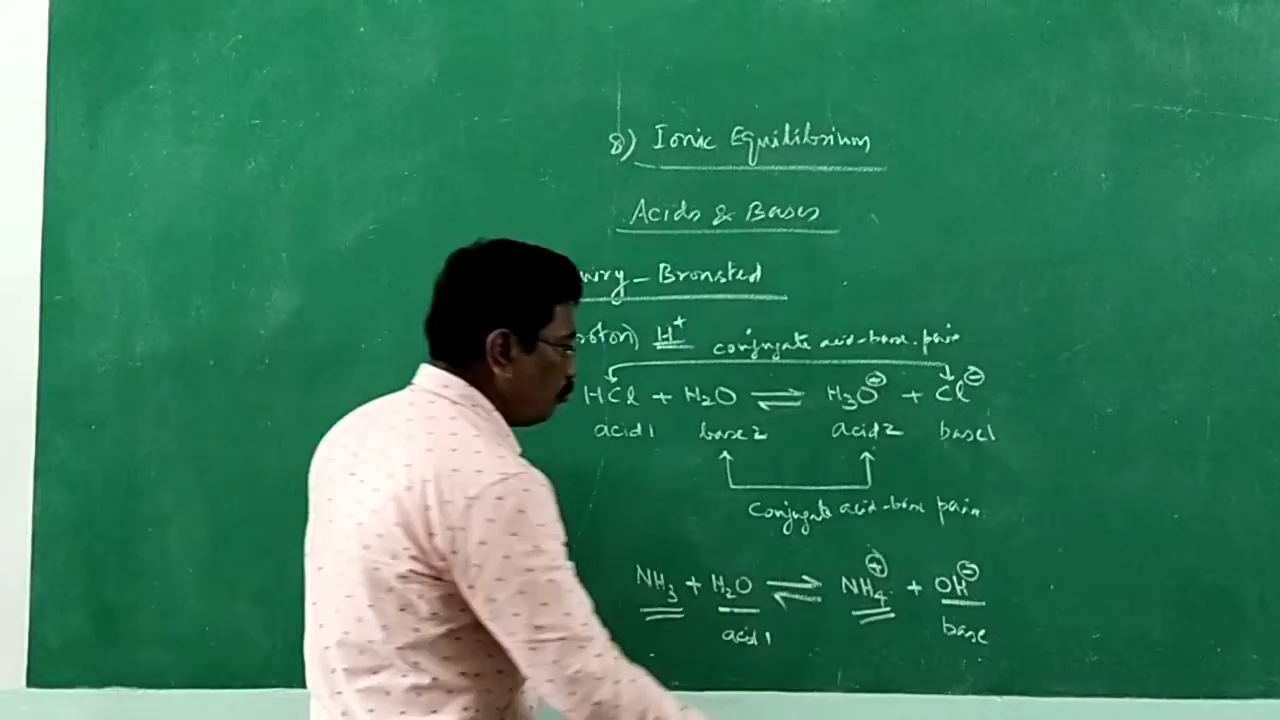 8) Ionic Equilibrium
Acids & Bases
wry - Bronsted
roton) H⁺ conjugate acid-base pair
HCl + H₂O ⇌ H₃O⊕ + Cl⊖
acid1 base2 acid2 base1
conjugate acid-base pair
NH₃ + H₂O ⇌ NH₄⊕ + OH⊖
acid1 base